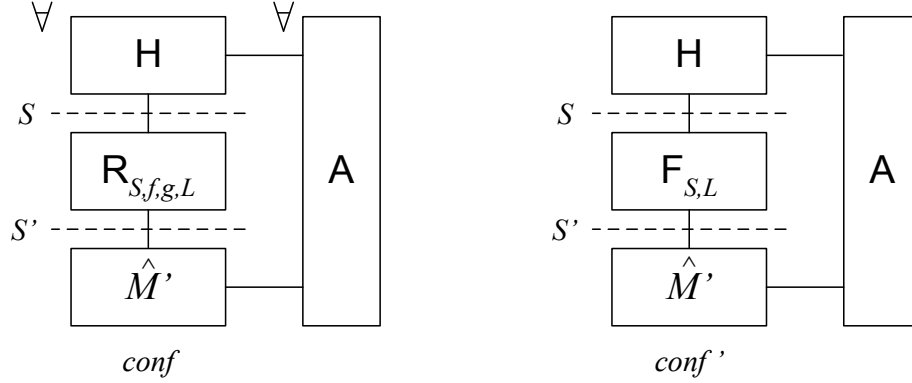 ∀ ∀
H H
S S
R_{S,f,g,L} A F_{S,L} A
S’ S’
M̂’ M̂’
conf conf ’